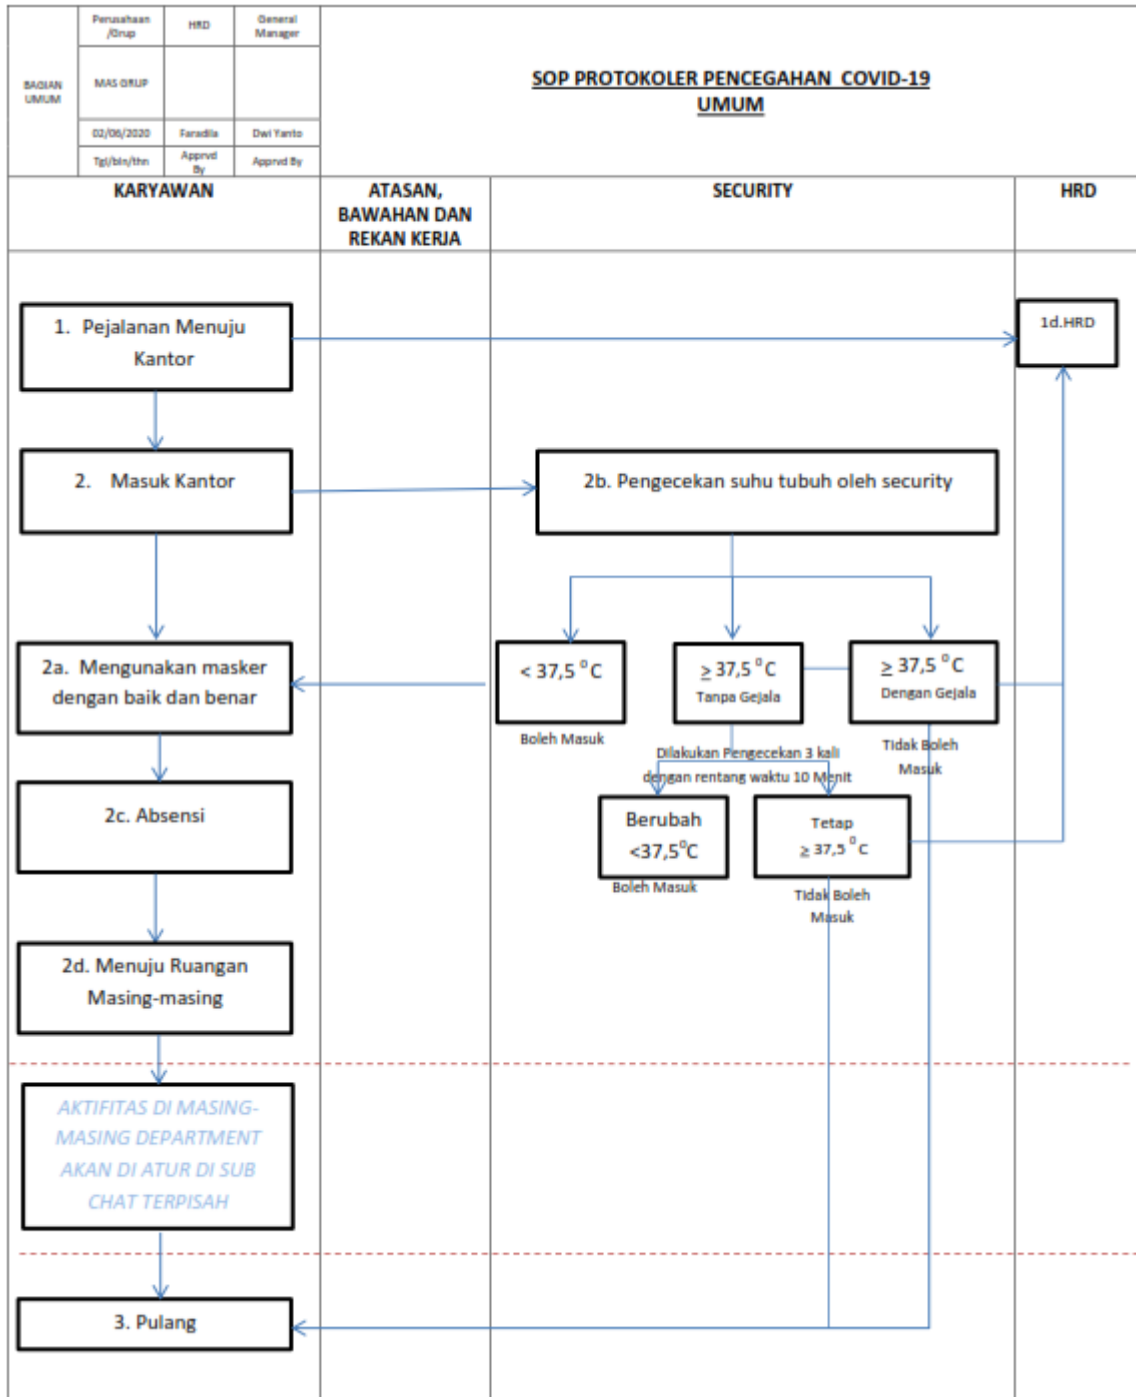 BAGIAN
UMUM
Perusahaan
/Grup
HRD
General
Manager
MAS GRUP
02/06/2020
Faradila
Dwi Yanto
Tgl/bln/thn
Apprvd
By
Apprvd By
SOP PROTOKOLER PENCEGAHAN COVID-19
UMUM
KARYAWAN
ATASAN,
BAWAHAN DAN
REKAN KERJA
SECURITY
HRD
1. Pejalanan Menuju
Kantor
1d.HRD
2. Masuk Kantor
2b. Pengecekan suhu tubuh oleh security
2a. Mengunakan masker
dengan baik dan benar
< 37,5 ⁰ C
Boleh Masuk
≥ 37,5 ⁰ C
Tanpa Gejala
≥ 37,5 ⁰ C
Dengan Gejala
Tidak Boleh
Masuk
Dilakukan Pengecekan 3 kali
dengan rentang waktu 10 Menit
2c. Absensi
Berubah
<37,5⁰C
Boleh Masuk
Tetap
≥ 37,5 ⁰ C
Tidak Boleh
Masuk
2d. Menuju Ruangan
Masing-masing
AKTIFITAS DI MASING-
MASING DEPARTMENT
AKAN DI ATUR DI SUB
CHAT TERPISAH
3. Pulang